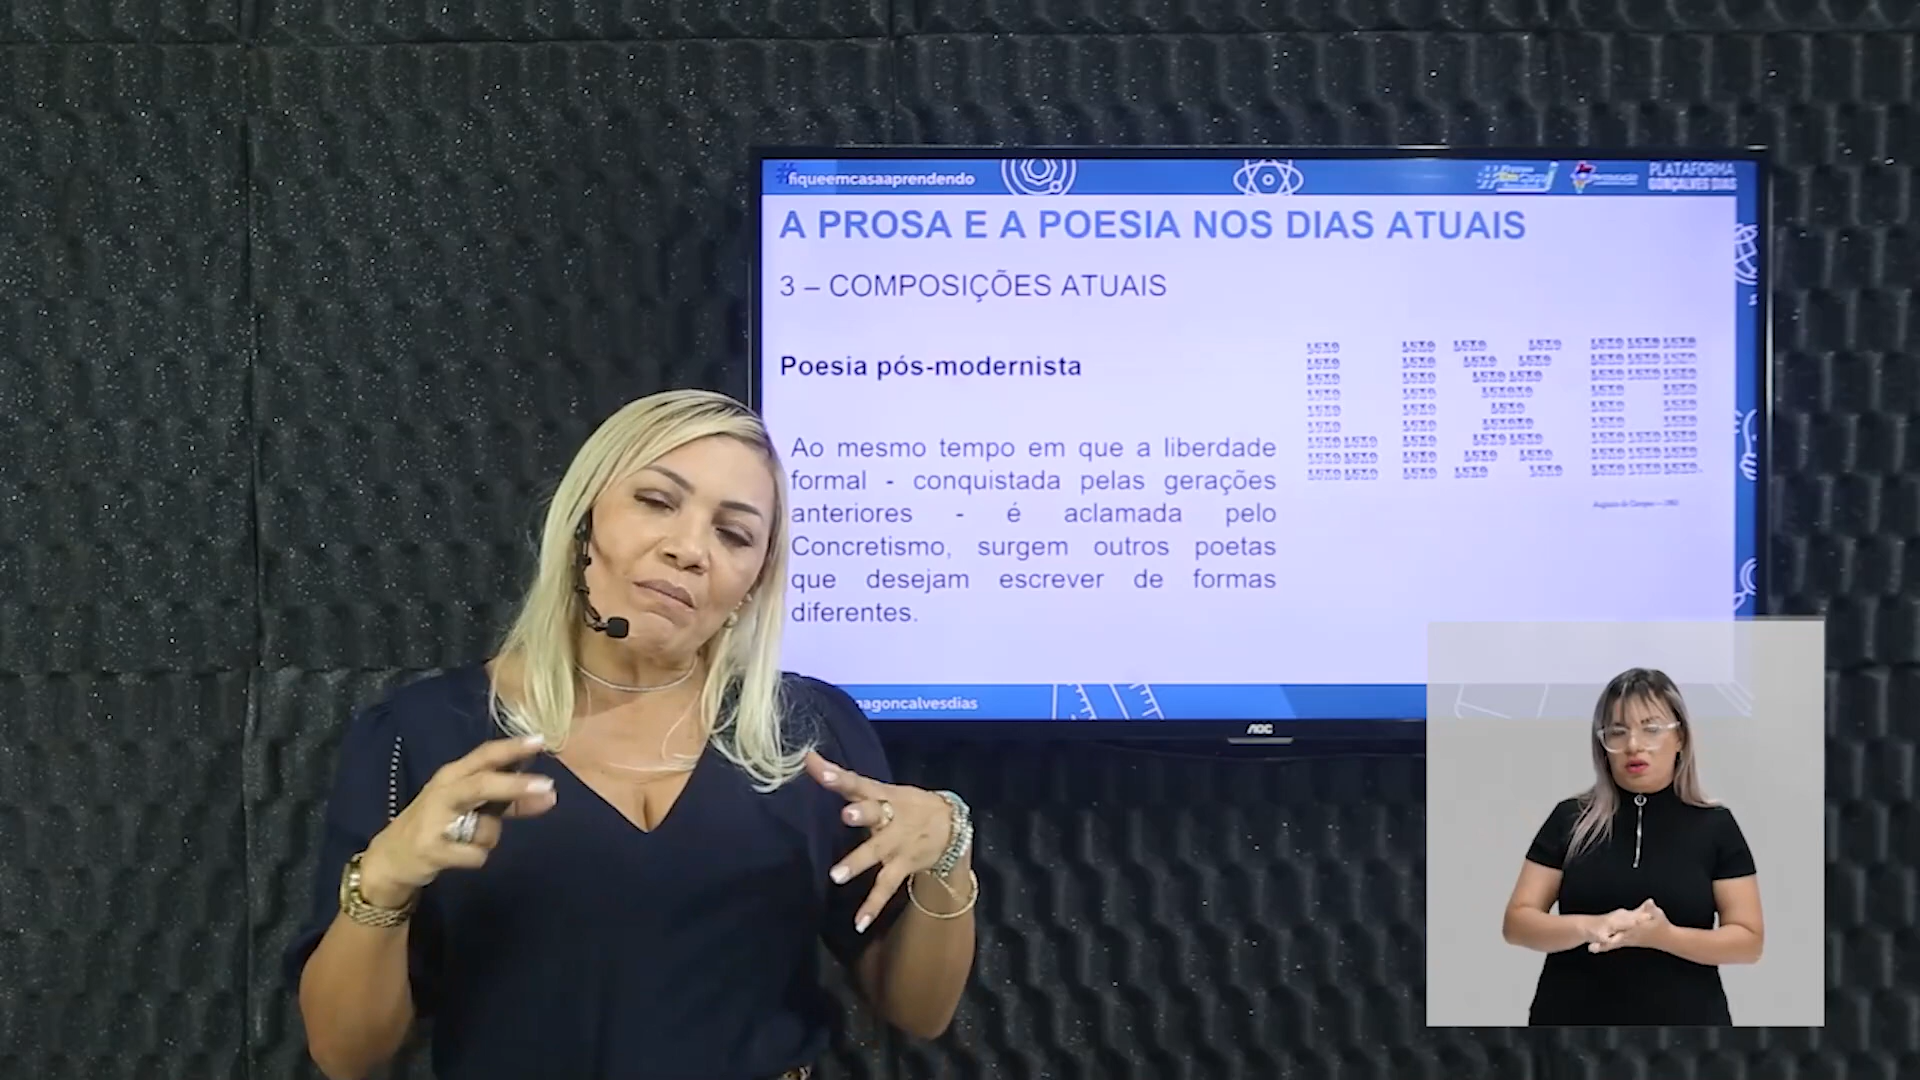 #fiqueemcasaaprendendo
PLATAFORMA
GONÇALVES DIAS
A PROSA E A POESIA NOS DIAS ATUAIS
3 – COMPOSIÇÕES ATUAIS
Poesia pós-modernista
LIXO
Ao mesmo tempo em que a liberdade
formal - conquistada pelas gerações
anteriores - é aclamada pelo
Concretismo, surgem outros poetas
que desejam escrever de formas
diferentes.
agoncalvesdias
AOC